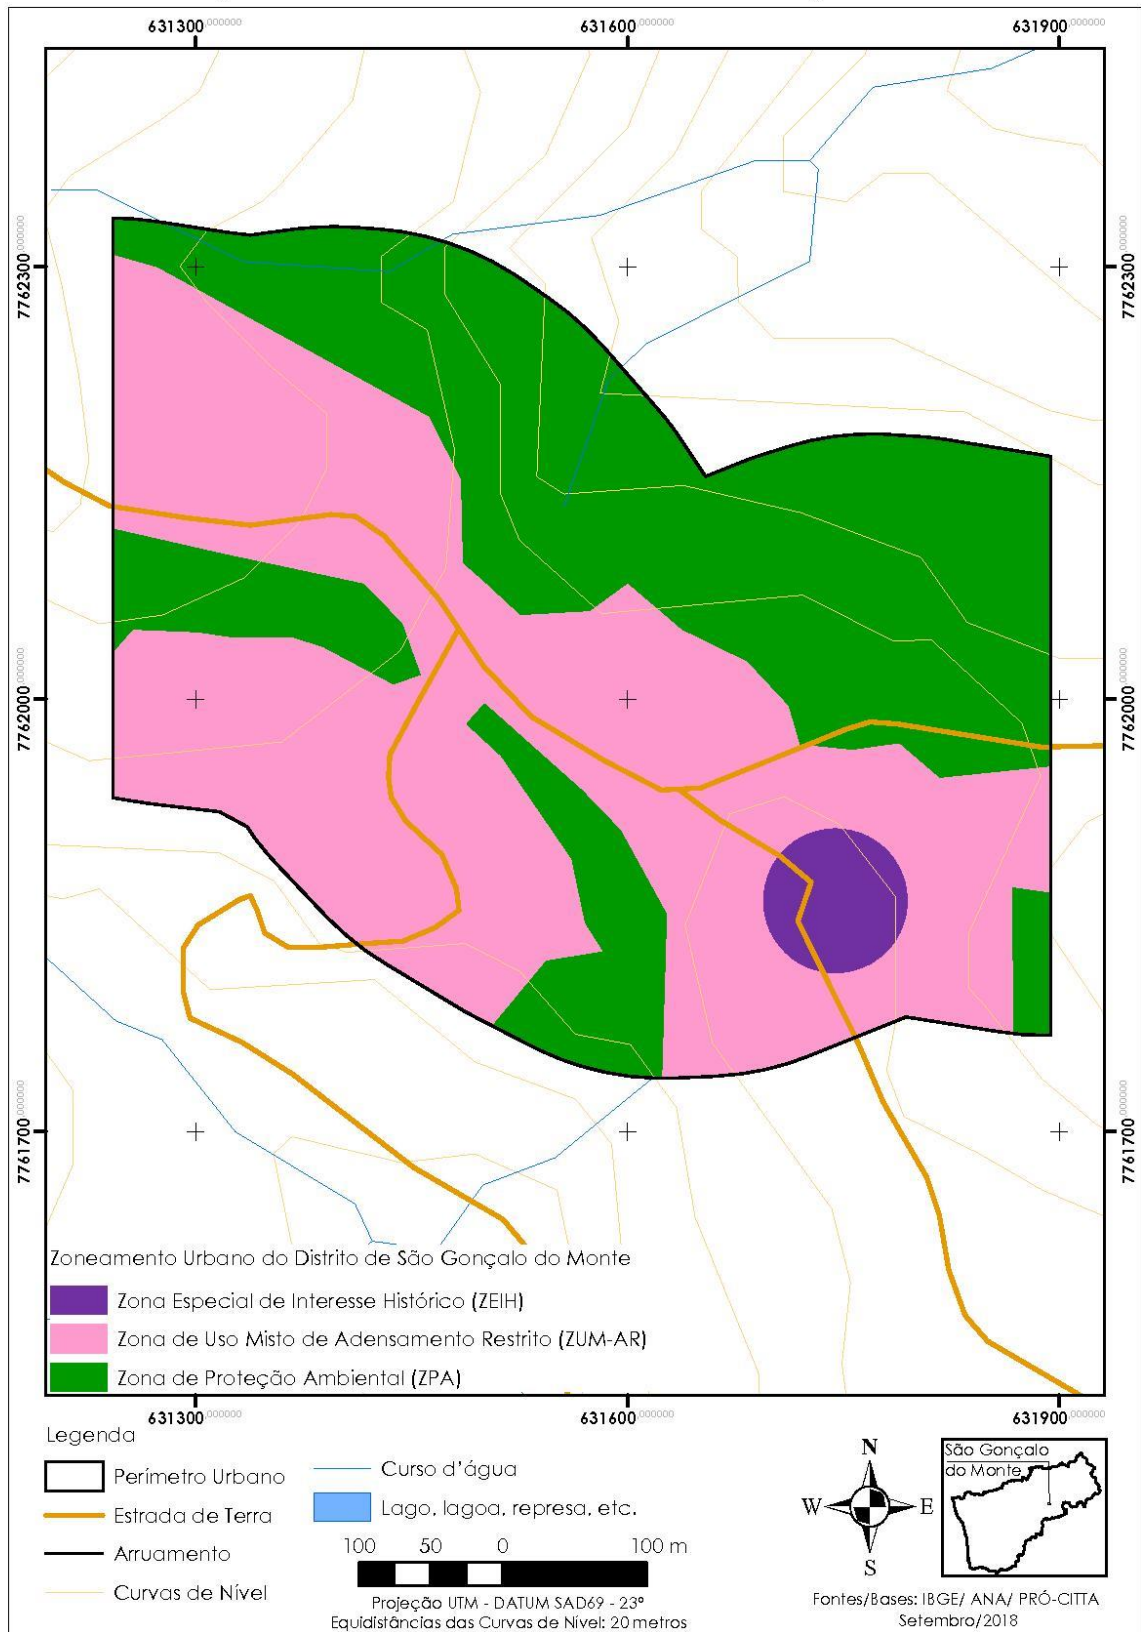 631300,000000 631600,000000 631900,000000
7762300,000000 7762300,000000
7762000,000000 7762000,000000
7761700,000000 7761700,000000
Zoneamento Urbano do Distrito de São Gonçalo do Monte
Zona Especial de Interesse Histórico (ZEIH)
Zona de Uso Misto de Adensamento Restrito (ZUM-AR)
Zona de Proteção Ambiental (ZPA)
631300,000000 631600,000000 631900,000000
Legenda
Perímetro Urbano
Estrada de Terra
Arruamento
Curvas de Nível
Curso d'água
Lago, lagoa, represa, etc.
100 50 0 100 m
Projeção UTM - DATUM SAD69 - 23º
Equidistâncias das Curvas de Nível: 20 metros
N
W E
S
São Gonçalo
do Monte
Fontes/Bases: IBGE/ ANA/ PRÓ-CITTA
Setembro/2018